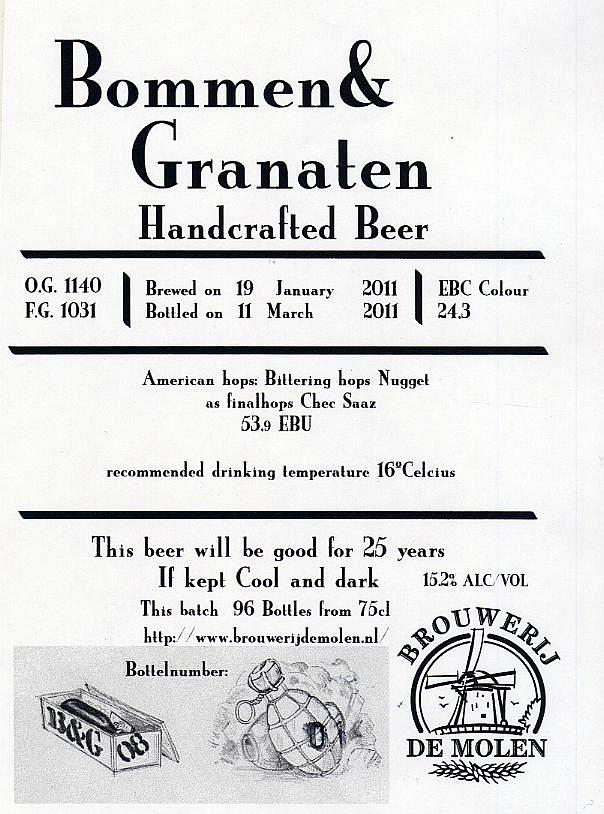 Bommen&
Granaten
Handcrafted Beer
O.G. 1140
F.G. 1031
Brewed on 19 January 2011
Bottled on 11 March 2011
EBC Colour
24.3
American hops: Bittering hops Nugget
as finalhops Chec Saaz
53.9 EBU
recommended drinking temperature 16°Celcius
This beer will be good for 25 years
If kept Cool and dark
15.2% ALC/VOL
This batch 96 Bottles from 75cl
http://www.brouwerijdemolen.nl/
Bottelnumber:
B&G 08
BROUWERIJ
DE MOLEN